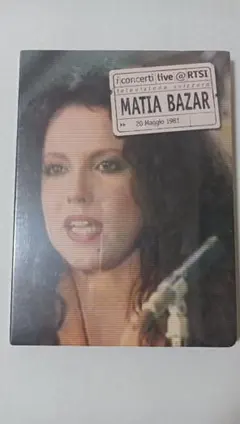 i concerti live @ RTSI
televisione svizzera
MATIA BAZAR
20 Maggio 1981